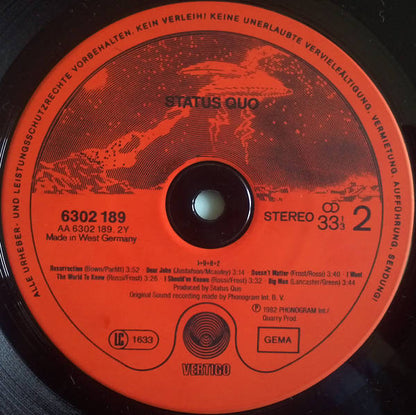 ALLE URHEBER- UND LEISTUNGSSCHUTZRECHTE VORBEHALTEN. KEIN VERLEIH! KEINE UNERLAUBTE VERVIELFÄLTIGUNG, VERMIETUNG, AUFFÜHRUNG, SENDUNG!
STATUS QUO
6302 189
AA 6302 189. 2Y
Made in West Germany
STEREO 33 1/3 2
1+9+8+2
Resurrection (Bown/Parfitt) 3:52 Dear John (Gustafson/Mcauley) 3:14 Doesn't Matter (Frost/Rossi) 3:40 I Want
The World To Know (Rossi/Frost) 3:26 I Should've Known (Rossi/Frost) 3:32 Big Man (Lancaster/Green) 3:44
Produced by Status Quo
Original Sound recording made by Phonogram Int. B. V.
LC 1633
Ⓟ 1982 PHONOGRAM Int./
Quarry Prod.
GEMA
VERTIGO